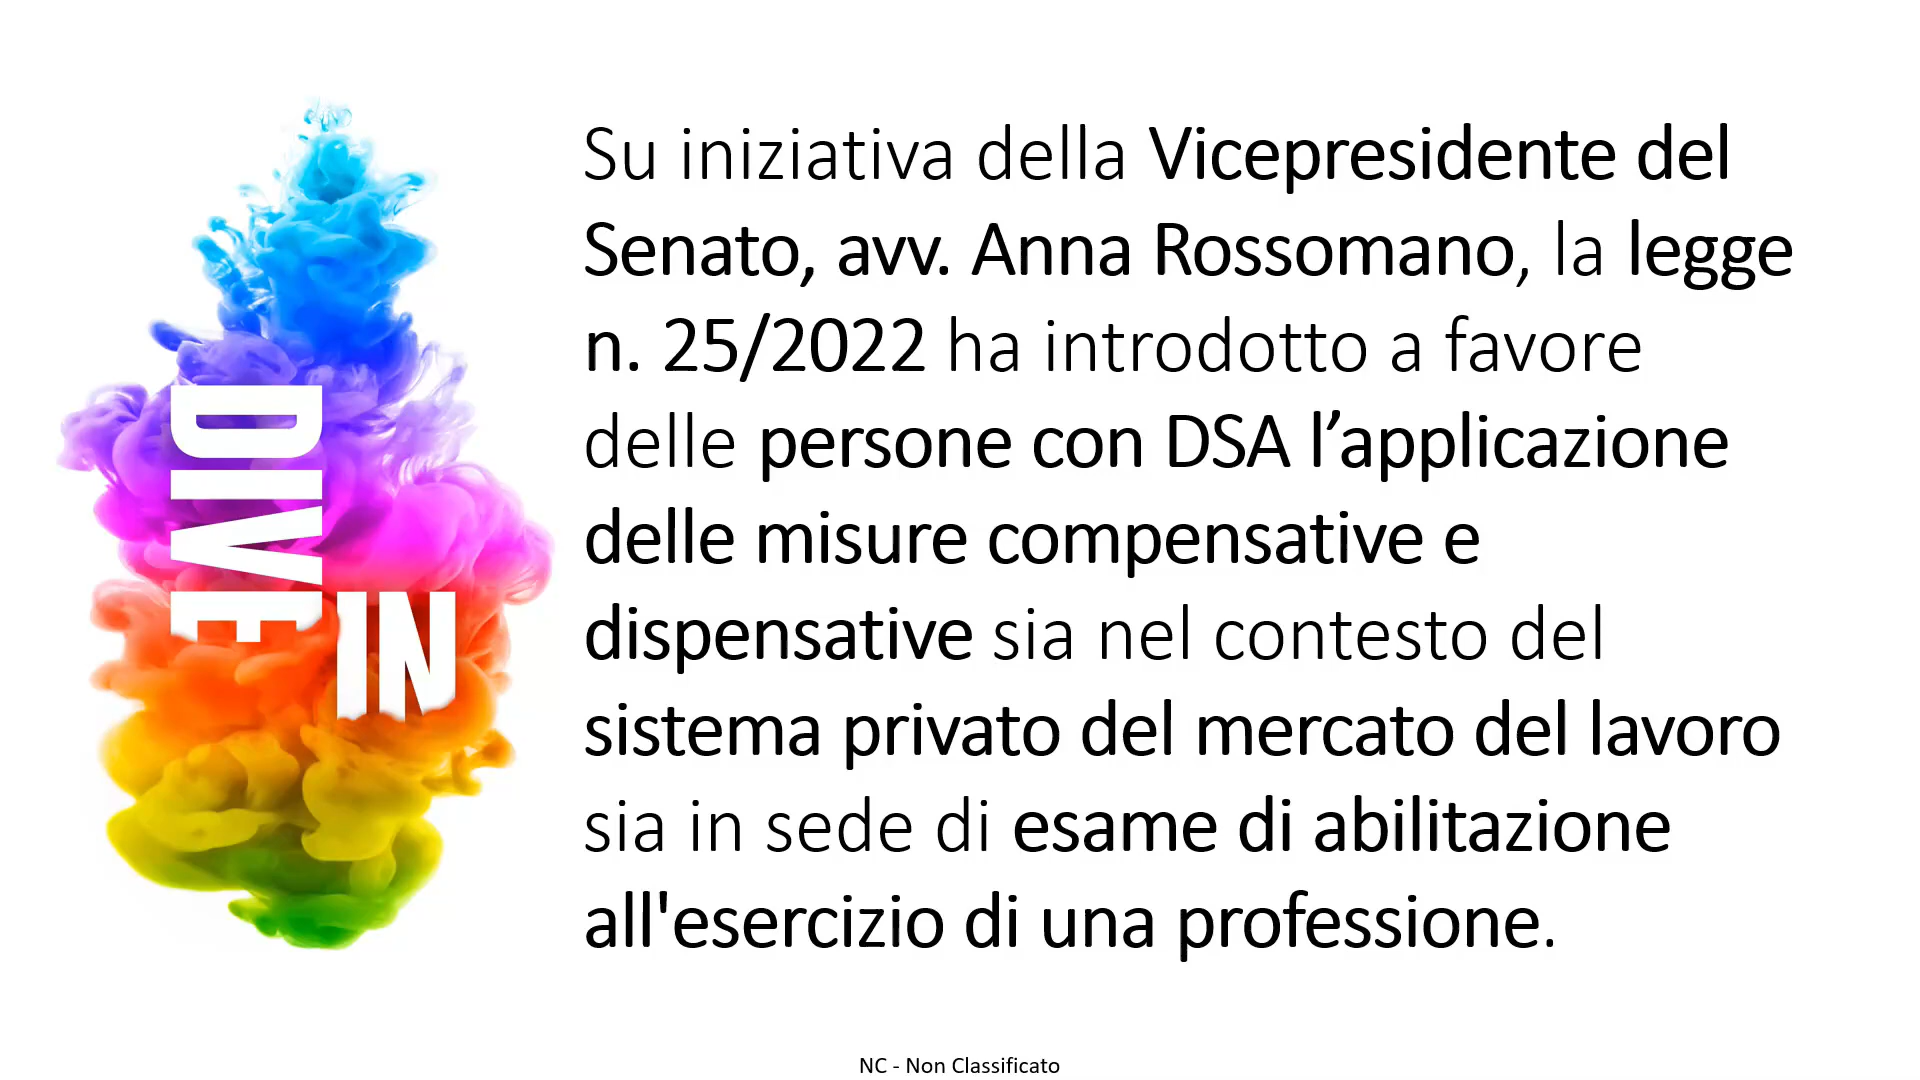 DIVE
IN
Su iniziativa della Vicepresidente del
Senato, avv. Anna Rossomano, la legge
n. 25/2022 ha introdotto a favore
delle persone con DSA l’applicazione
delle misure compensative e
dispensative sia nel contesto del
sistema privato del mercato del lavoro
sia in sede di esame di abilitazione
all'esercizio di una professione.
NC - Non Classificato